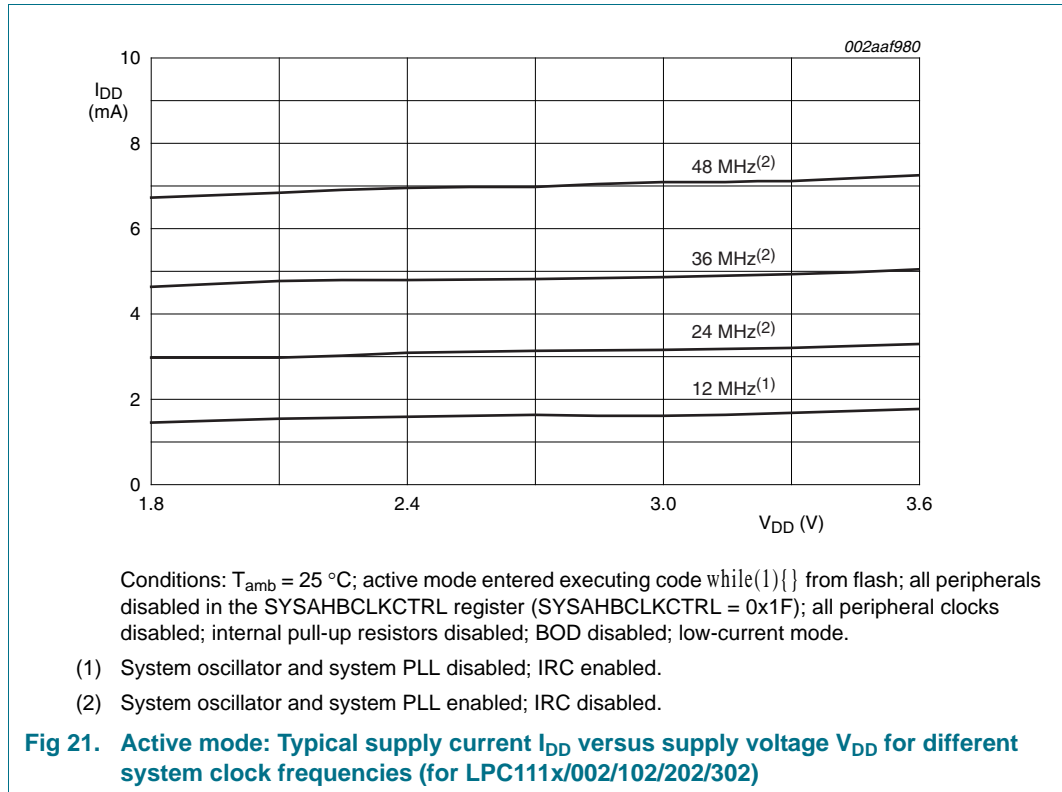 002aaf980
10
I_DD
(mA)
8
6
4
2
0
48 MHz(2)
36 MHz(2)
24 MHz(2)
12 MHz(1)
1.8
2.4
3.0
3.6
V_DD (V)
Conditions: T_amb = 25 °C; active mode entered executing code while(1){} from flash; all peripherals
disabled in the SYSAHBCLKCTRL register (SYSAHBCLKCTRL = 0x1F); all peripheral clocks
disabled; internal pull-up resistors disabled; BOD disabled; low-current mode.
(1) System oscillator and system PLL disabled; IRC enabled.
(2) System oscillator and system PLL enabled; IRC disabled.
Fig 21. Active mode: Typical supply current I_DD versus supply voltage V_DD for different
system clock frequencies (for LPC111x/002/102/202/302)